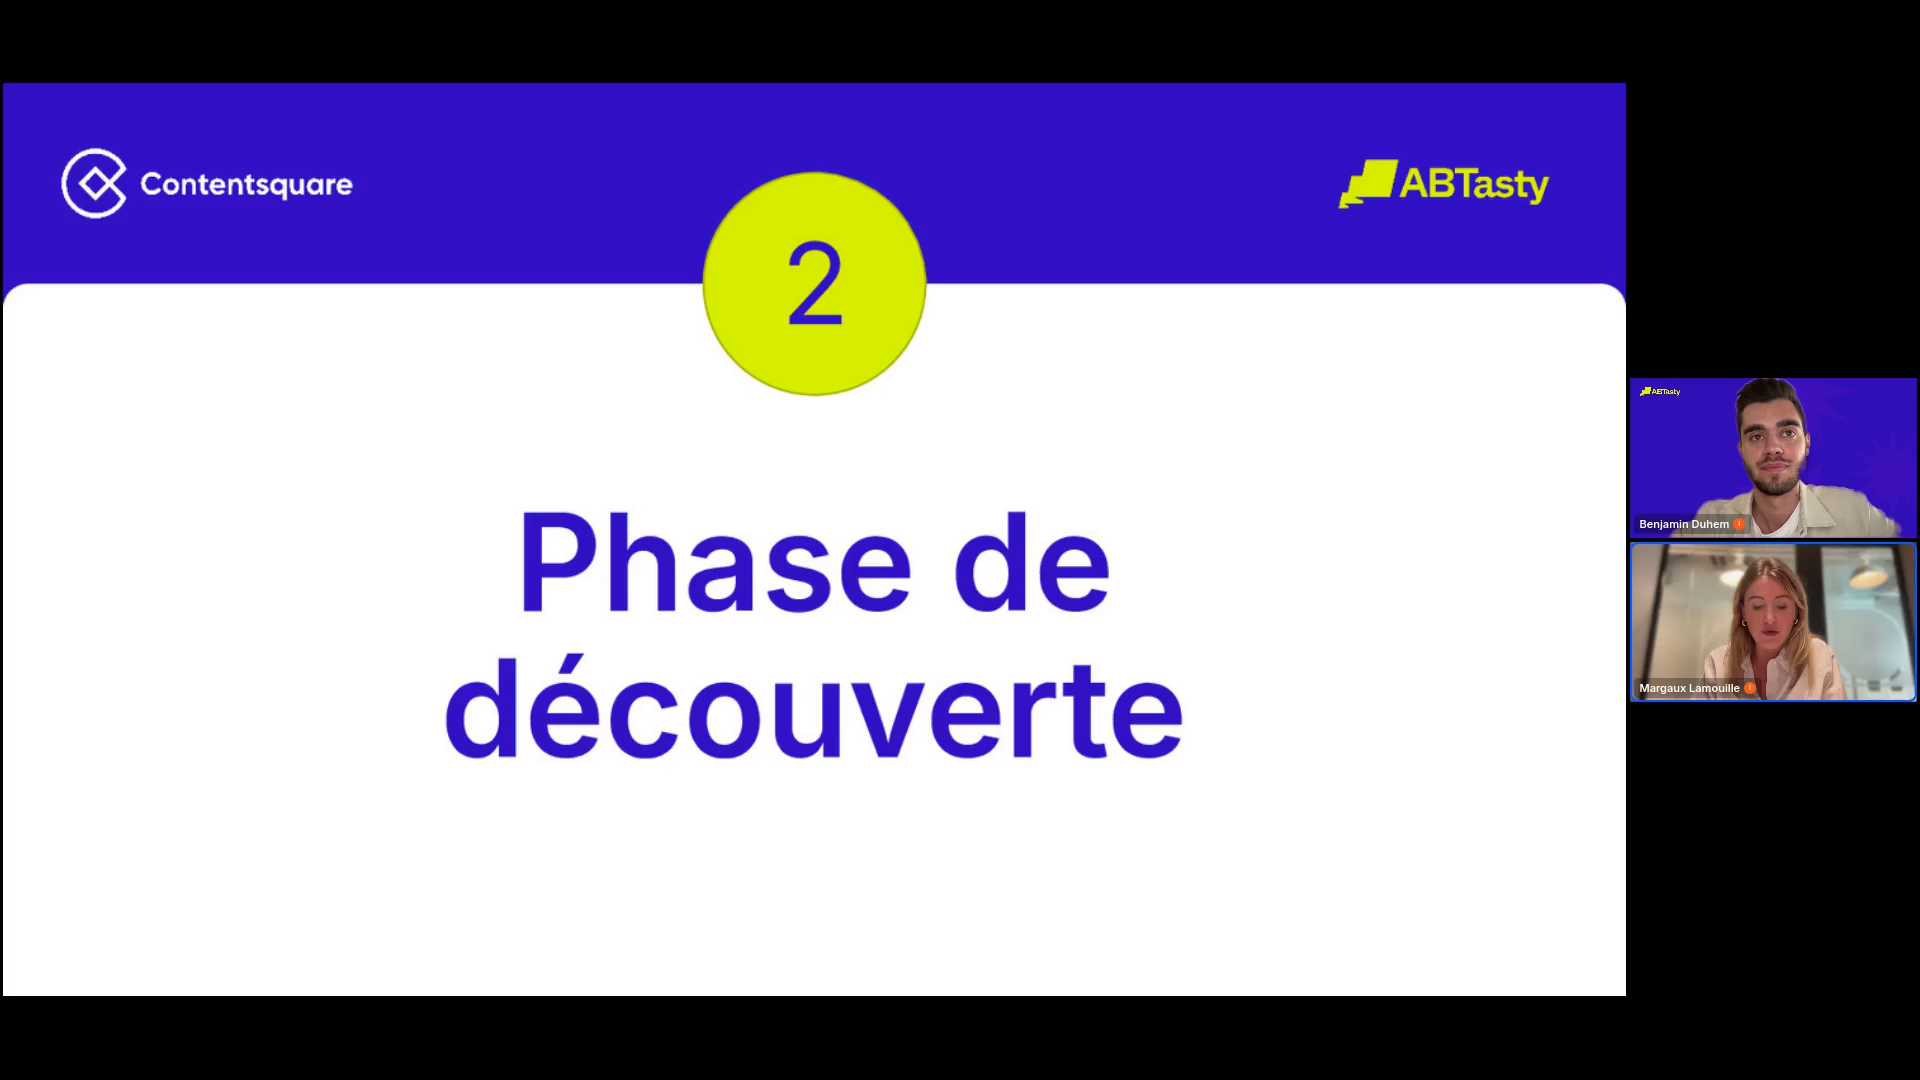 Contentsquare
ABTasty
2
Phase de
découverte
ABTasty
Benjamin Duhem
Margaux Lamouille